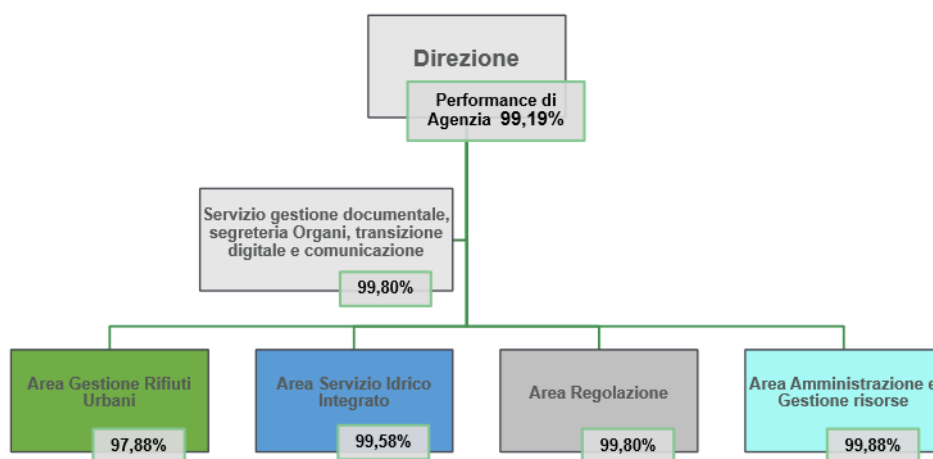 Direzione
Performance di
Agenzia 99,19%
Servizio gestione documentale,
segreteria Organi, transizione
digitale e comunicazione
99,80%
Area Gestione Rifiuti
Urbani
97,88%
Area Servizio Idrico
Integrato
99,58%
Area Regolazione
99,80%
Area Amministrazione e
Gestione risorse
99,88%